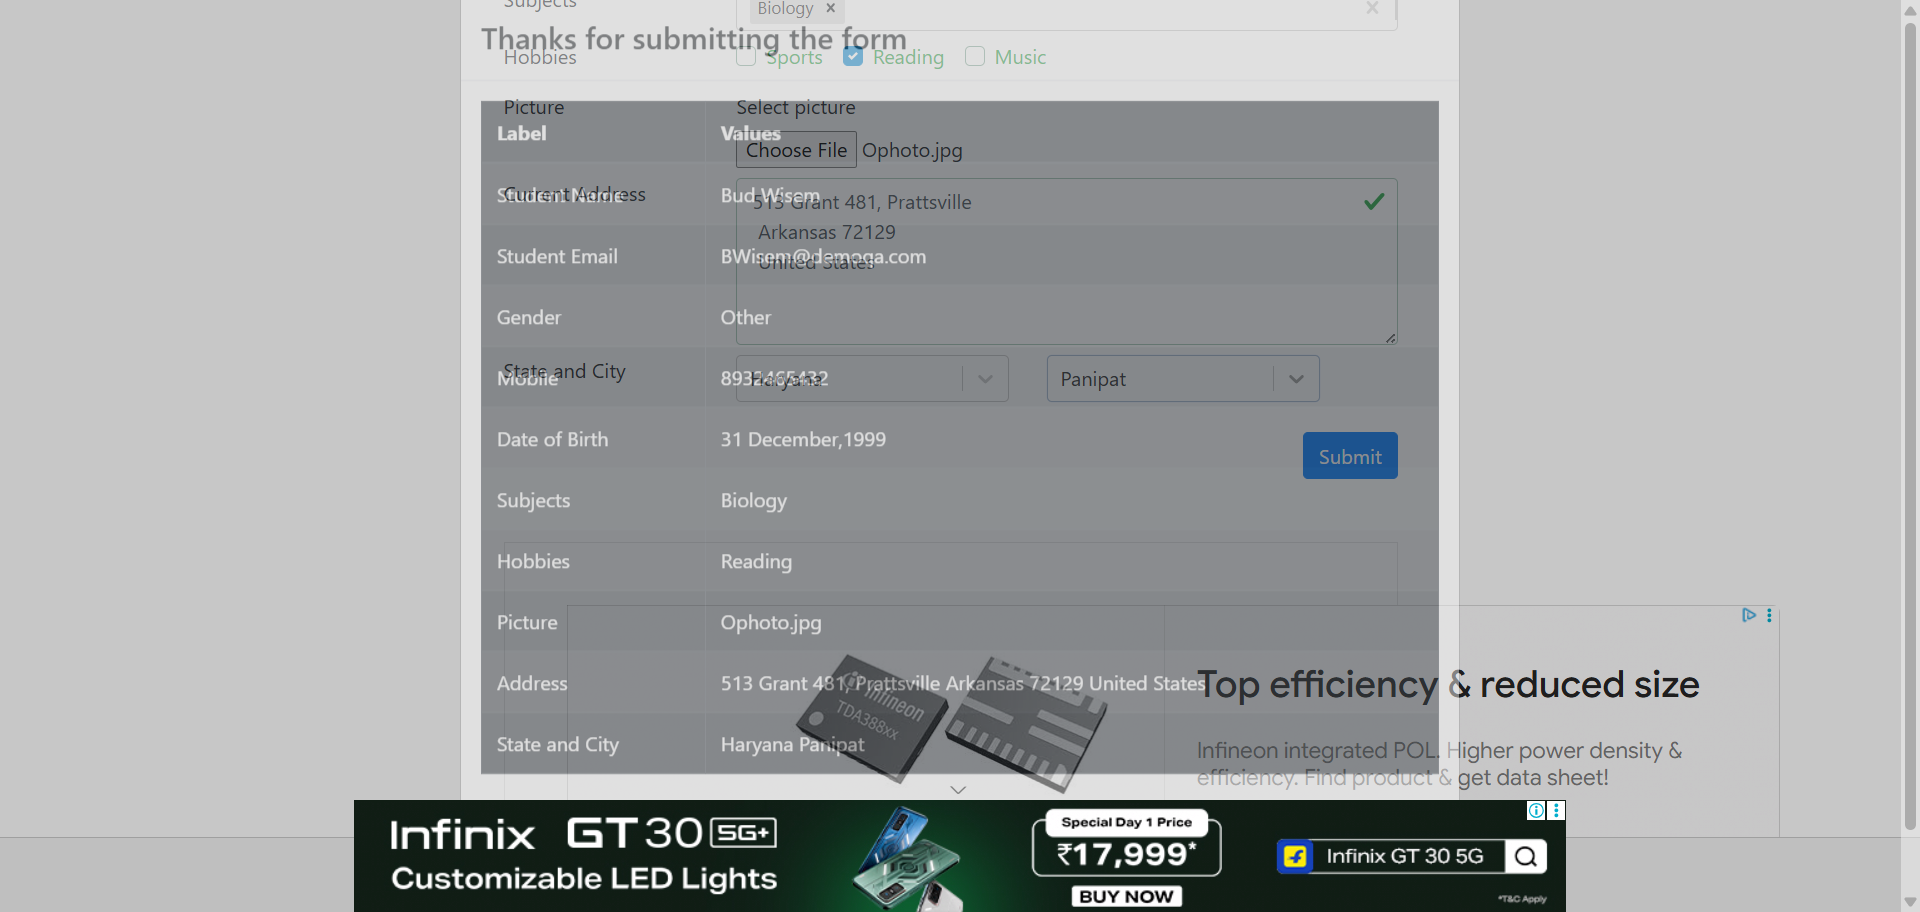 Subjects
Biology ×
Thanks for submitting the form
Hobbies
Sports
Reading
Music
Picture
Select picture
Label
Values
Choose File
Ophoto.jpg
Student Name
Bud Wisem
Current Address
513 Grant 481, Prattsville
Arkansas 72129
United States
Student Email
BWisem@demoqa.com
Gender
Other
State and City
Haryana
Panipat
Mobile
Date of Birth
31 December,1999
Submit
Subjects
Biology
Hobbies
Reading
Picture
Ophoto.jpg
Address
513 Grant 481, Prattsville Arkansas 72129 United States
State and City
Haryana Panipat
infineon
TDA388xx
Top efficiency & reduced size
Infineon integrated POL. Higher power density &
efficiency. Find product & get data sheet!
Infinix GT 30 5G+
Customizable LED Lights
Special Day 1 Price
₹17,999*
BUY NOW
Infinix GT 30 5G
*T&C Apply